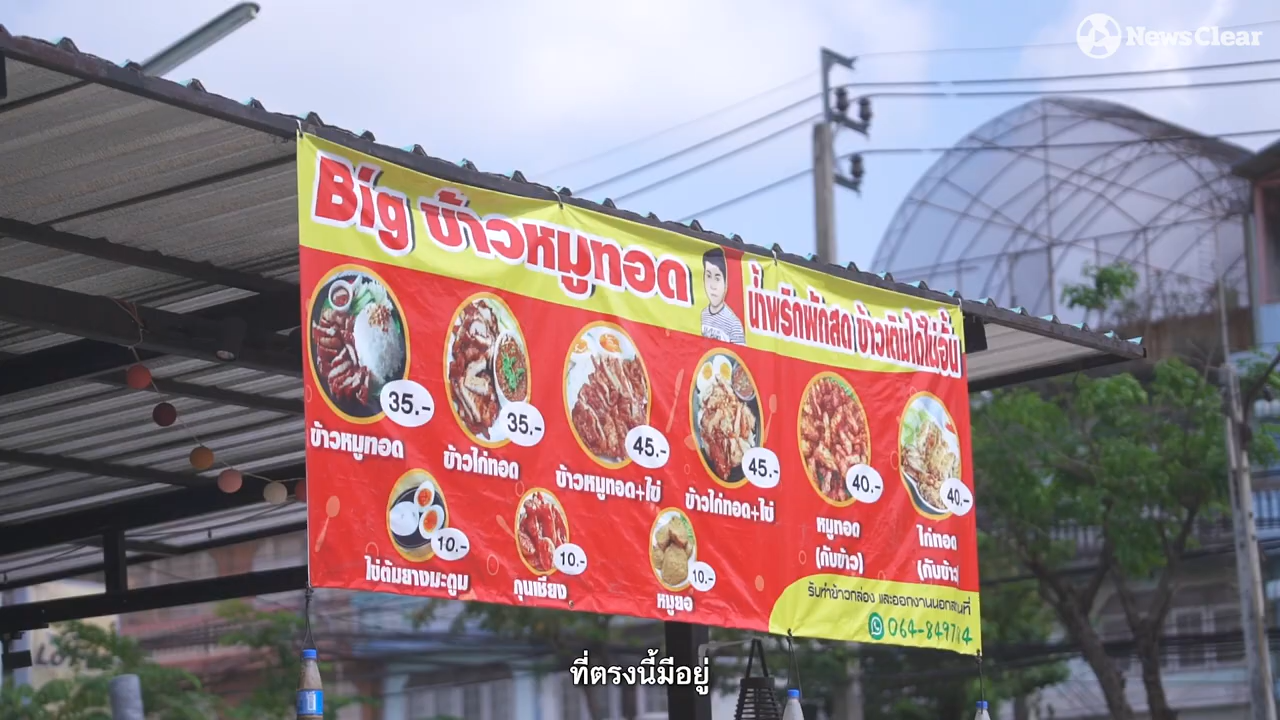 News Clear
Big ข้าวหมูทอด
น้ำพริกผักสด ข้าวเติมได้ไม่อั้น
35.-
35.-
45.-
45.-
40.-
40.-
ข้าวหมูทอด
ข้าวไก่ทอด
ข้าวหมูทอด+ไข่
ข้าวไก่ทอด+ไข่
หมูทอด
(กับข้าว)
ไก่ทอด
(กับข้าว)
10.-
10.-
10.-
ไข่ต้มยางมะตูม
กุนเชียง
หมูยอ
รับทำข้าวกล่อง และออกงานนอกสถานที่
ที่ตรงนี้มีอยู่